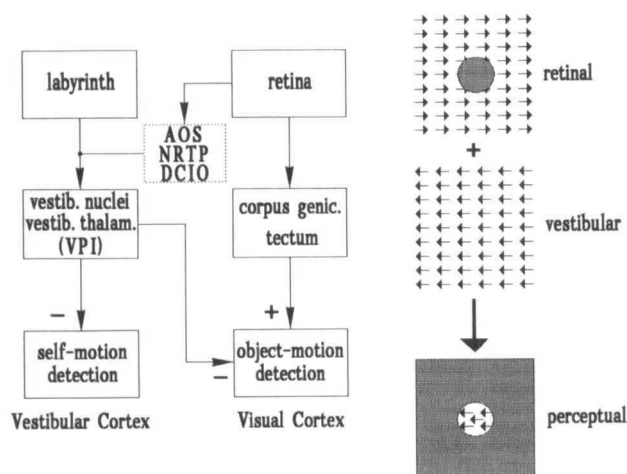 labyrinth
retina
retinal
AOS
NRTP
DCIO
+
vestib. nuclei
vestib. thalam.
(VPI)
corpus genic.
tectum
vestibular
−
+
self-motion
detection
object-motion
detection
−
Vestibular Cortex
Visual Cortex
perceptual